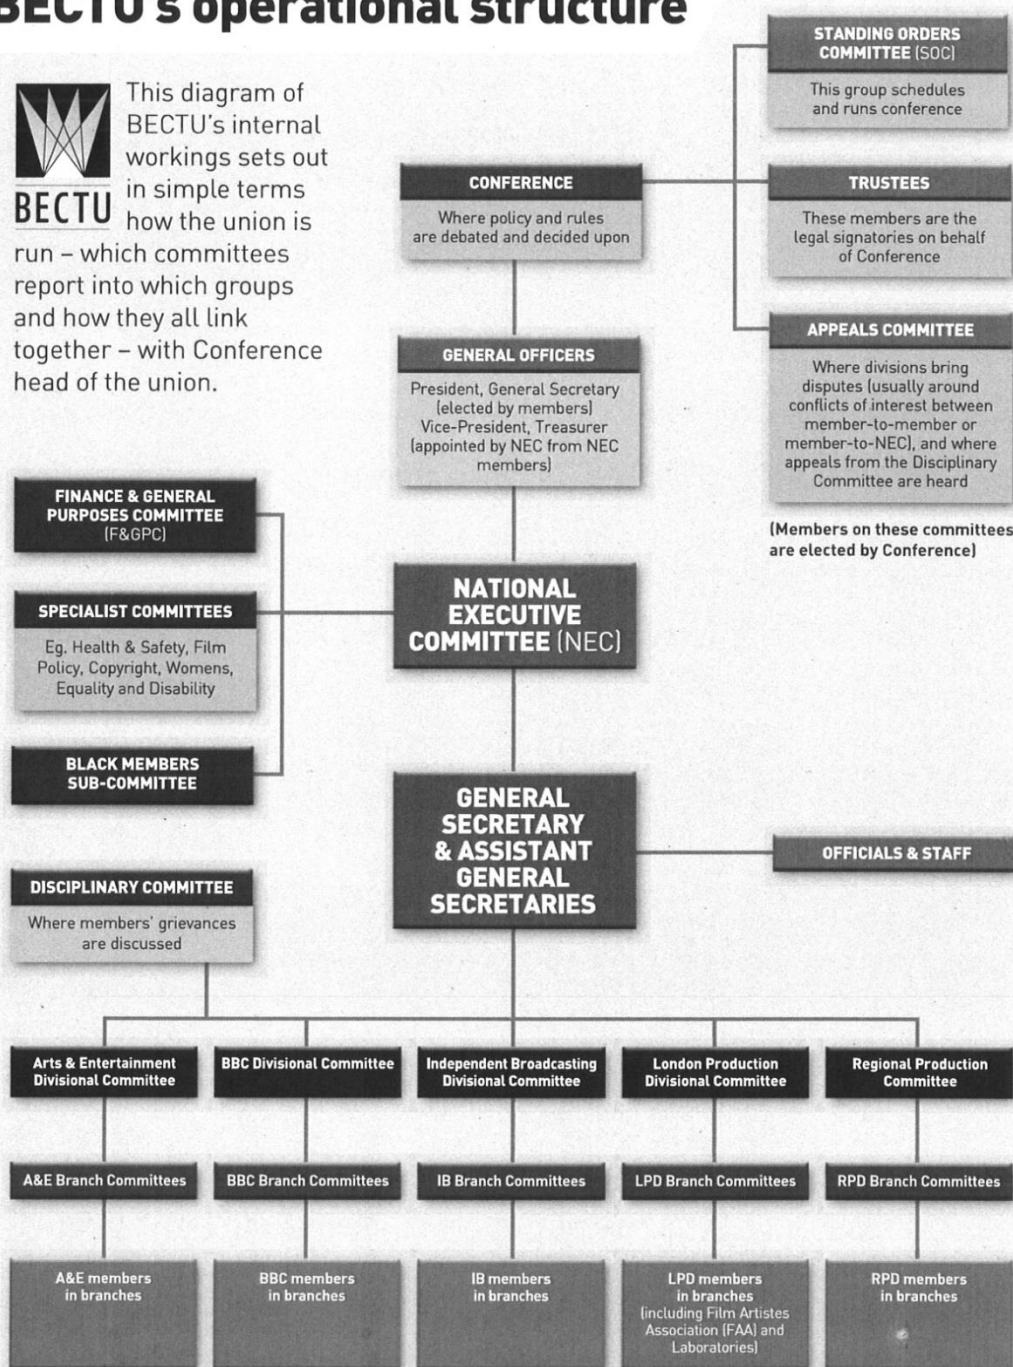 BECTU's operational structure
BECTU
This diagram of
BECTU's internal
workings sets out
in simple terms
how the union is
run – which committees
report into which groups
and how they all link
together – with Conference
head of the union.
STANDING ORDERS
COMMITTEE (SOC)
This group schedules
and runs conference
CONFERENCE
Where policy and rules
are debated and decided upon
TRUSTEES
These members are the
legal signatories on behalf
of Conference
GENERAL OFFICERS
President, General Secretary
(elected by members)
Vice-President, Treasurer
(appointed by NEC from NEC
members)
APPEALS COMMITTEE
Where divisions bring
disputes (usually around
conflicts of interest between
member-to-member or
member-to-NEC), and where
appeals from the Disciplinary
Committee are heard
(Members on these committees
are elected by Conference)
FINANCE & GENERAL
PURPOSES COMMITTEE
(F&GPC)
SPECIALIST COMMITTEES
Eg. Health & Safety, Film
Policy, Copyright, Womens,
Equality and Disability
BLACK MEMBERS
SUB-COMMITTEE
NATIONAL
EXECUTIVE
COMMITTEE (NEC)
GENERAL
SECRETARY
& ASSISTANT
GENERAL
SECRETARIES
OFFICIALS & STAFF
DISCIPLINARY COMMITTEE
Where members' grievances
are discussed
Arts & Entertainment
Divisional Committee
BBC Divisional Committee
Independent Broadcasting
Divisional Committee
London Production
Divisional Committee
Regional Production
Committee
A&E Branch Committees
BBC Branch Committees
IB Branch Committees
LPD Branch Committees
RPD Branch Committees
A&E members
in branches
BBC members
in branches
IB members
in branches
LPD members
in branches
(including Film Artistes
Association (FAA) and
Laboratories)
RPD members
in branches